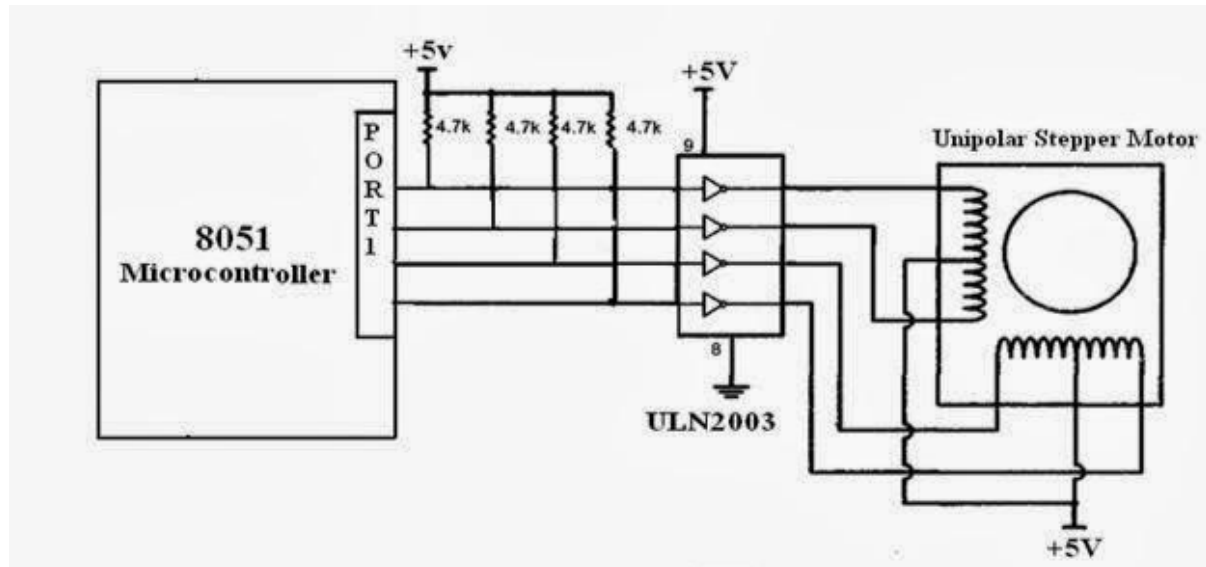 +5v
+5V
4.7k 4.7k 4.7k 4.7k
9
Unipolar Stepper Motor
PORT1
8051
Microcontroller
8
ULN2003
+5V